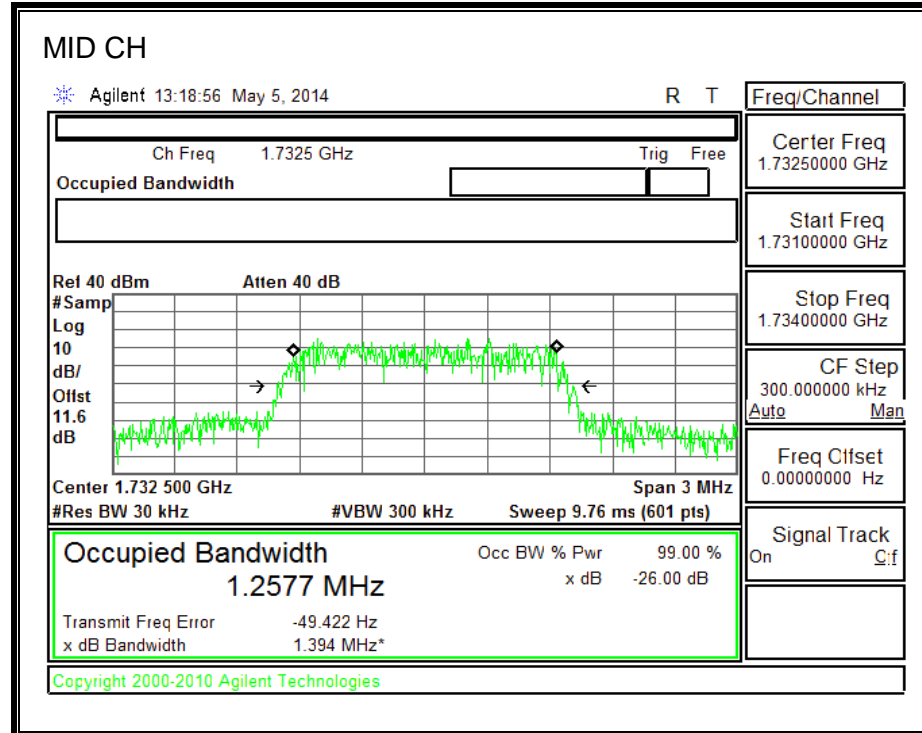 MID CH
Agilent 13:18:56 May 5, 2014 R T
Freq/Channel
Ch Freq 1.7325 GHz Trig Free
Occupied Bandwidth
Center Freq
1.73250000 GHz
Start Freq
1.73100000 GHz
Stop Freq
1.73400000 GHz
CF Step
300.000000 kHz
Auto Man
Freq Offset
0.00000000 Hz
Signal Track
On Off
Ref 40 dBm Atten 40 dB
#Samp
Log
10
dB/
Offst
11.6
dB
Center 1.732 500 GHz Span 3 MHz
#Res BW 30 kHz #VBW 300 kHz Sweep 9.76 ms (601 pts)
Occupied Bandwidth Occ BW % Pwr 99.00 %
1.2577 MHz x dB -26.00 dB
Transmit Freq Error -49.422 Hz
x dB Bandwidth 1.394 MHz*
Copyright 2000-2010 Agilent Technologies